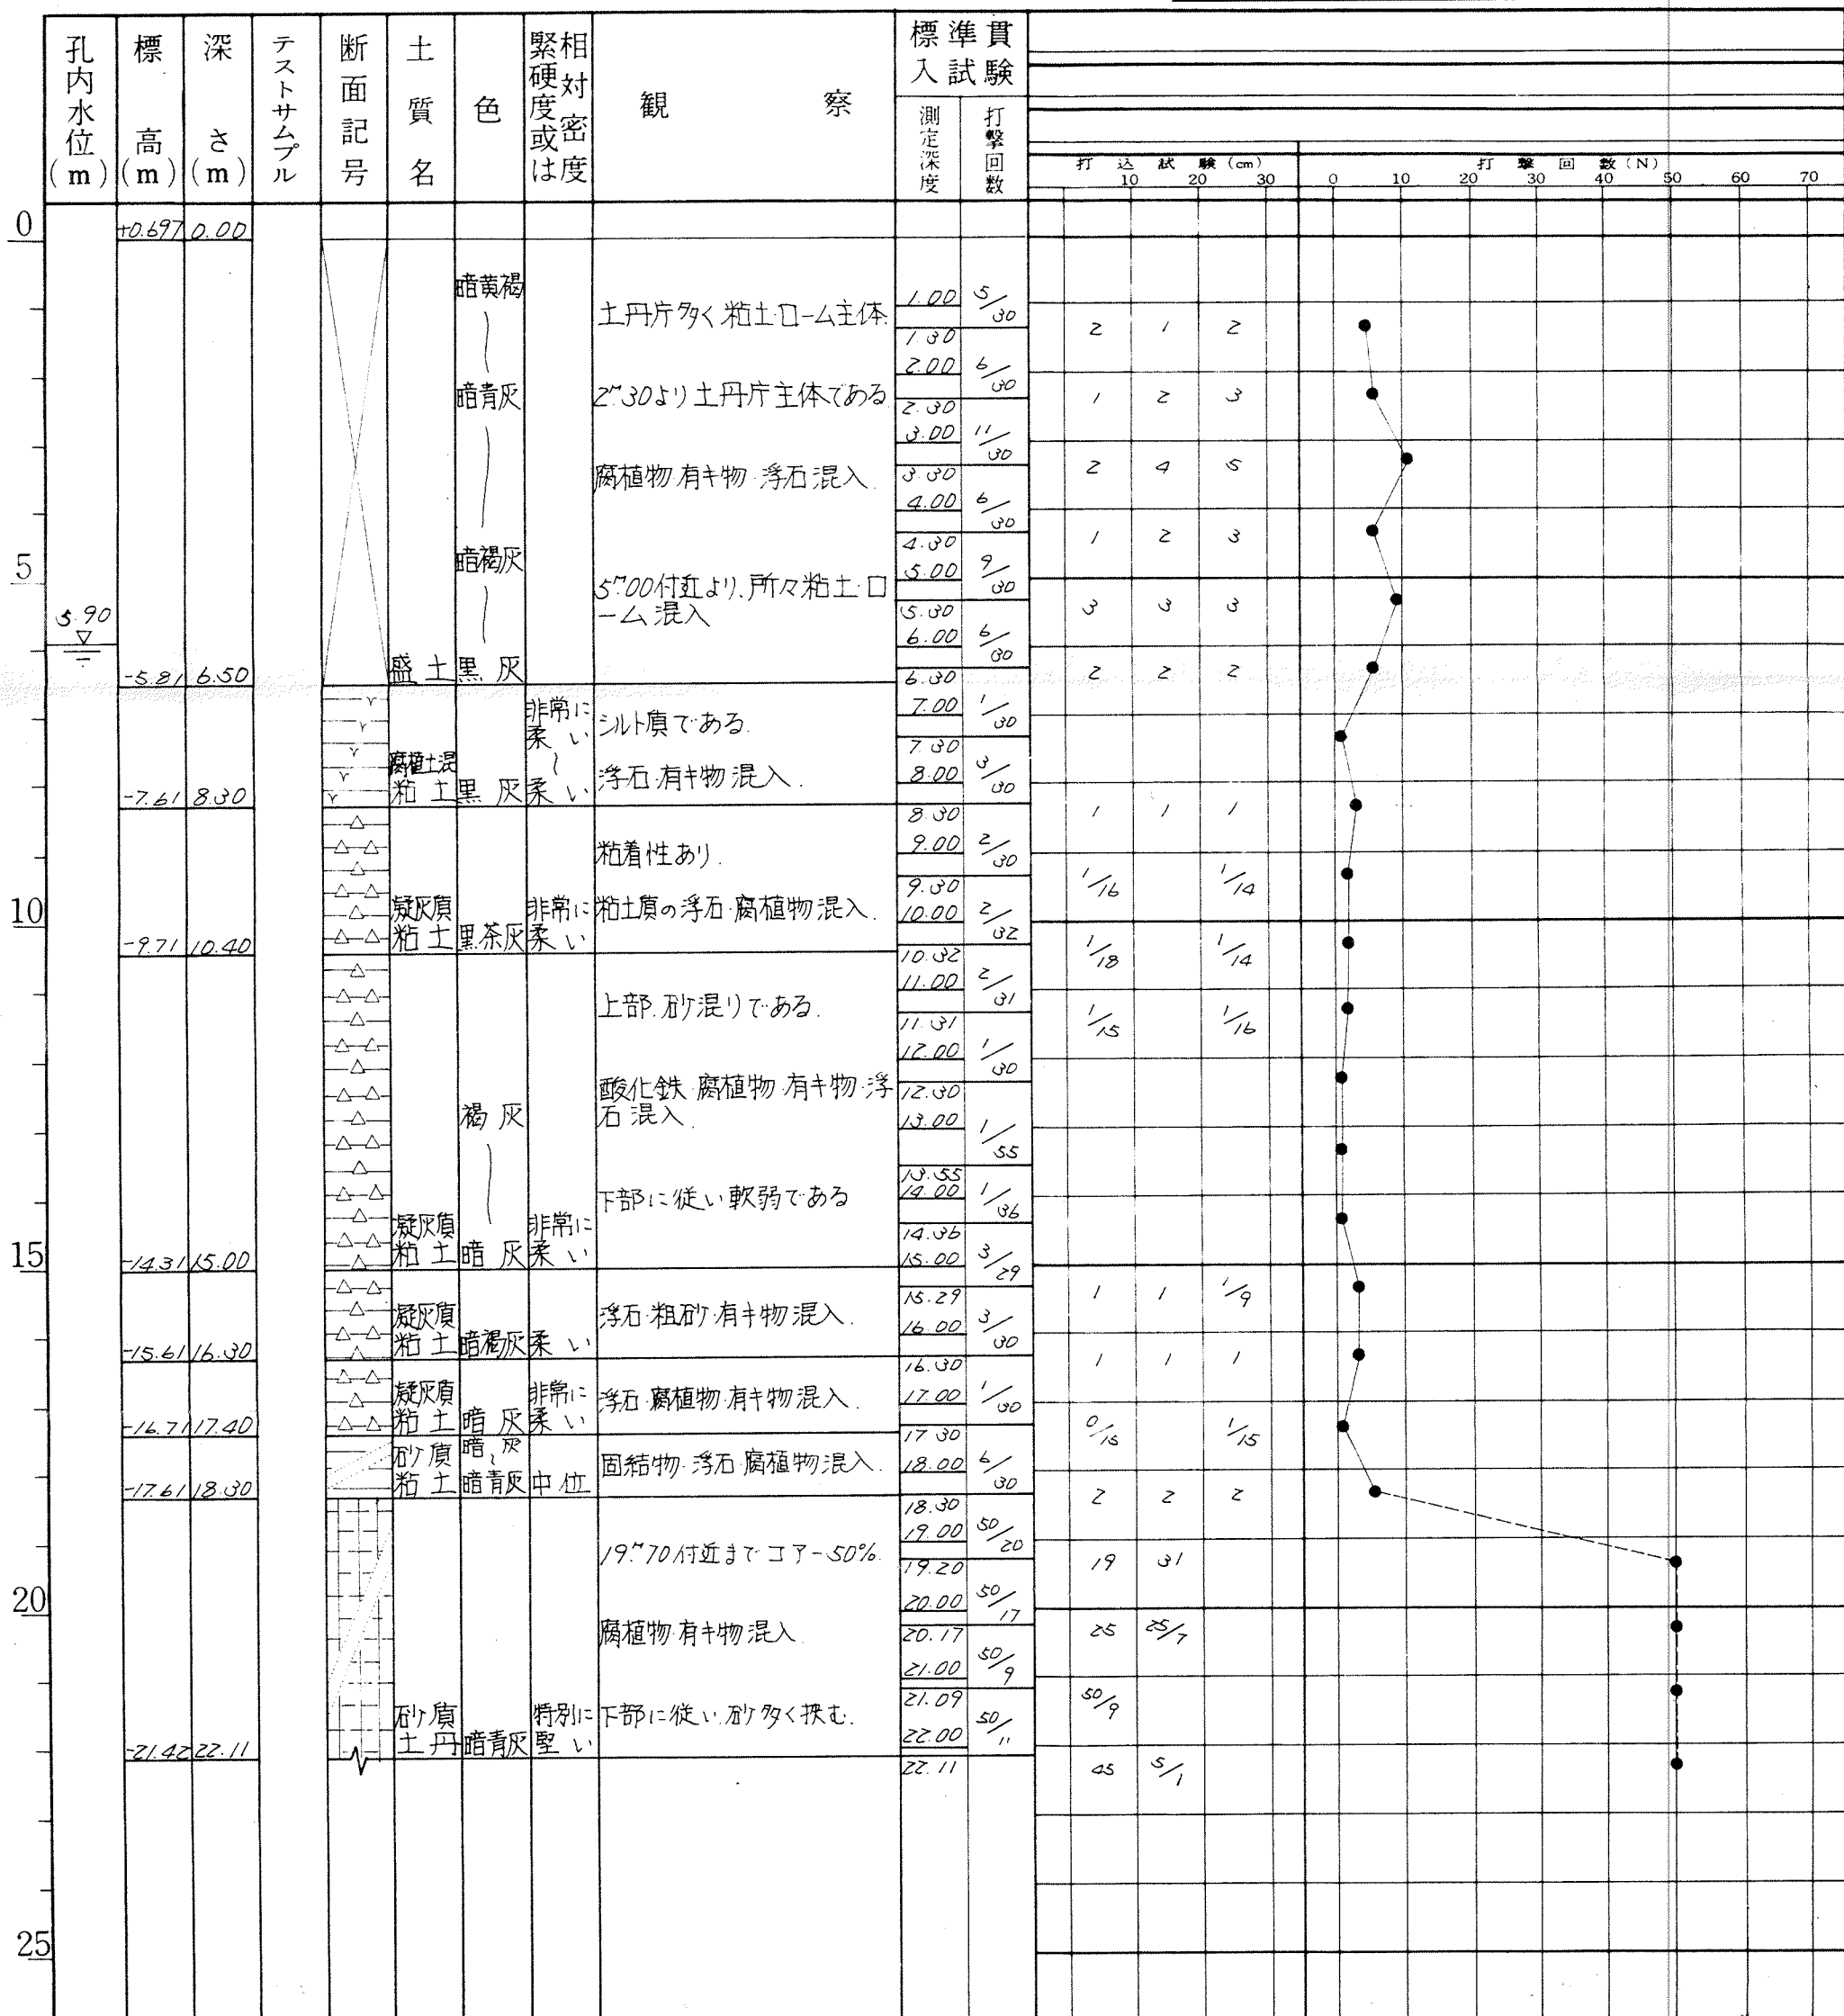 孔内水位(m)
標高(m)
深さ(m)
テストサムプル
断面記号
土質名
色
相対密度或は緊硬度
観察
標準貫入試験
測定深度
打撃回数
打込試験(cm)
10 20 30
打撃回数(N)
0 10 20 30 40 50 60 70
0
5
10
15
20
25
5.90
+0.697 0.00
暗黄褐
暗青灰
暗褐灰
-5.81 6.50 盛土 黒灰
土丹片多く粘土・ローム主体.
2m30より土丹片主体である
腐植物・有キ物・浮石混入.
5m00付近より、所々粘土・ロ
ーム混入
-7.61 8.30 腐植土混粘土 黒灰 非常に柔い~柔い
シルト質である.
浮石・有キ物混入.
-9.71 10.40 凝灰質粘土 黒茶灰 非常に柔い
粘着性あり.
粘土質の浮石・腐植物混入.
-14.31 15.00 凝灰質粘土 褐灰 暗灰 非常に柔い
上部.砂混りである.
酸化鉄・腐植物・有キ物・浮
石混入.
下部に従い軟弱である
-15.61 16.30 凝灰質粘土 暗褐灰 柔い
浮石・粗砂・有キ物混入.
-16.71 17.40 凝灰質粘土 暗灰 非常に柔い
浮石・腐植物・有キ物混入.
-17.61 18.30 砂質粘土 暗灰~暗青灰 中位
固結物・浮石・腐植物混入.
-21.42 22.11 砂質土丹 暗青灰 特別に堅い
19m70付近までコアー50%.
腐植物・有キ物混入.
下部に従い.砂多く挟む.
1.00 5/30
1.30 2 1 2
2.00 6/30
2.30 1 2 3
3.00 11/30
3.30 2 4 5
4.00 6/30
4.30 1 2 3
5.00 9/30
5.30 3 3 3
6.00 6/30
6.30 2 2 2
7.00 1/30
7.30
8.00 3/30
8.30 1 1 1
9.00 2/30
9.30 1/16 1/14
10.00 2/32
10.32 1/18 1/14
11.00 2/31
11.31 1/15 1/16
12.00 1/30
12.30
13.00 1/55
13.55
14.00 1/36
14.36
15.00 3/29
15.29 1 1 1/9
16.00 3/30
16.30 1 1 1
17.00 1/30
17.30 0/15 1/15
18.00 6/30
18.30 2 2 2
19.00 50/20
19.20 19 31
20.00 50/17
20.17 25 25/7
21.00 50/9
21.09 50/9
22.00 50/11
22.11 45 5/1